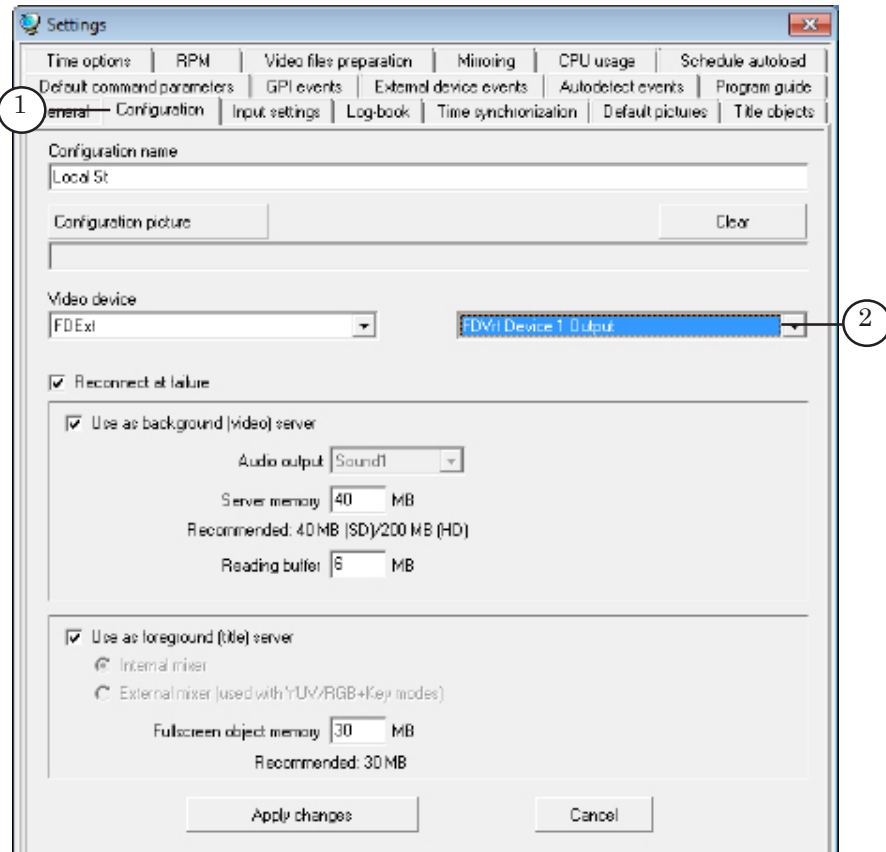 Settings
Time options RPM Video files preparation Mirroring CPU usage Schedule autoload
Default command parameters GPI events External device events Autodetect events Program guide
1
eneral Configuration Input settings Log-book Time synchronization Default pictures Title objects
Configuration name
Local St
Configuration picture Clear
Video device
FDExt FDVrt Device 1 Output
2
Reconnect at failure
Use as background (video) server
Audio output Sound1
Server memory 40 MB
Recommended: 40 MB (SD)/200 MB (HD)
Reading buffer 6 MB
Use as foreground (title) server
Internal mixer
External mixer (used with YUV/RGB+Key modes)
Fullscreen object memory 30 MB
Recommended: 30 MB
Apply changes Cancel